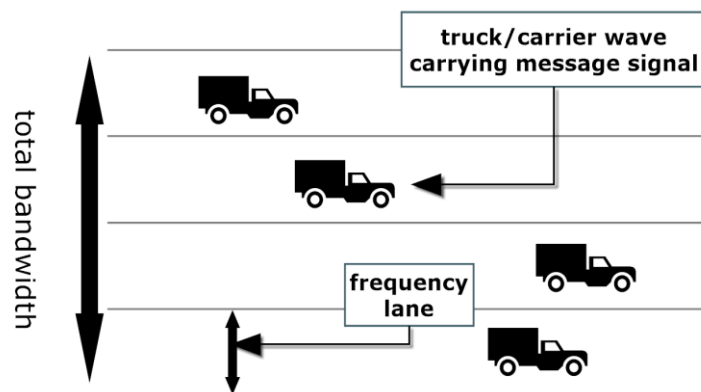 truck/carrier wave
carrying message signal
total bandwidth
frequency
lane